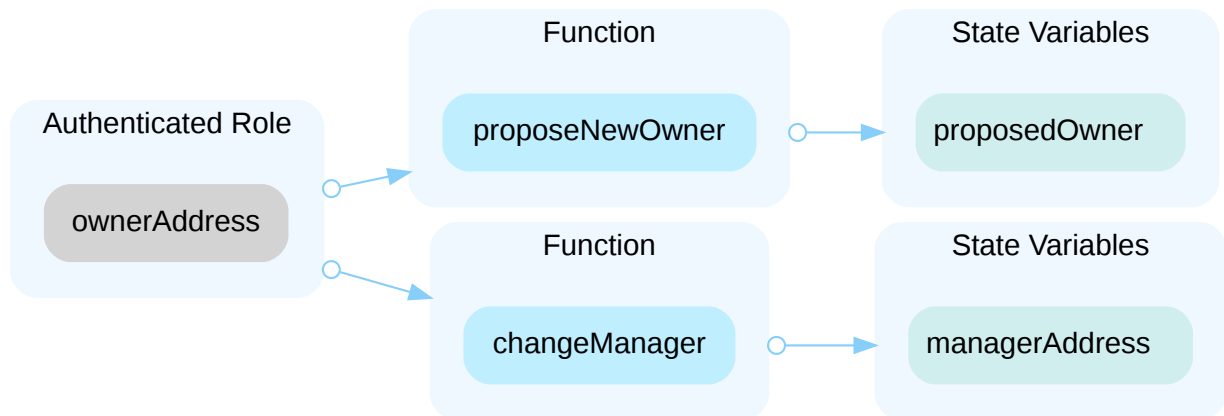 Authenticated Role
ownerAddress
Function
proposeNewOwner
State Variables
proposedOwner
Function
changeManager
State Variables
managerAddress